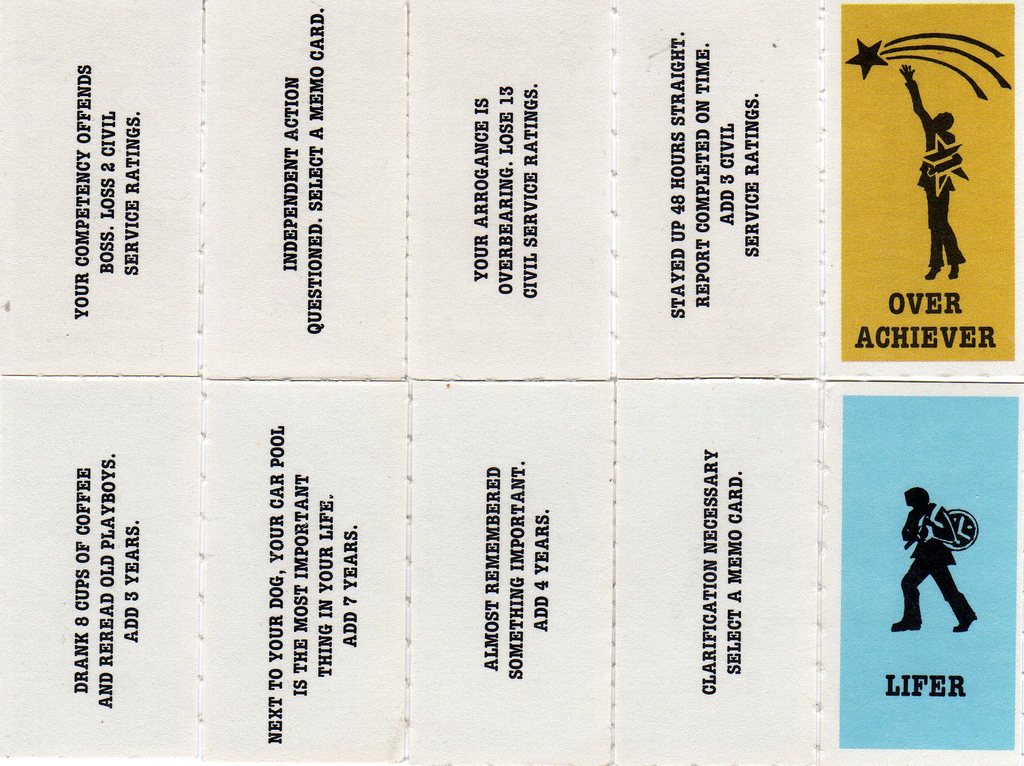 YOUR COMPETENCY OFFENDS
BOSS. LOSS 2 CIVIL
SERVICE RATINGS.
INDEPENDENT ACTION
QUESTIONED. SELECT A MEMO CARD.
YOUR ARROGANCE IS
OVERBEARING. LOSE 13
CIVIL SERVICE RATINGS.
STAYED UP 48 HOURS STRAIGHT.
REPORT COMPLETED ON TIME.
ADD 3 CIVIL
SERVICE RATINGS.
OVER
ACHIEVER
DRANK 8 CUPS OF COFFEE
AND REREAD OLD PLAYBOYS.
ADD 3 YEARS.
NEXT TO YOUR DOG, YOUR CAR POOL
IS THE MOST IMPORTANT
THING IN YOUR LIFE.
ADD 7 YEARS.
ALMOST REMEMBERED
SOMETHING IMPORTANT.
ADD 4 YEARS.
CLARIFICATION NECESSARY
SELECT A MEMO CARD.
LIFER